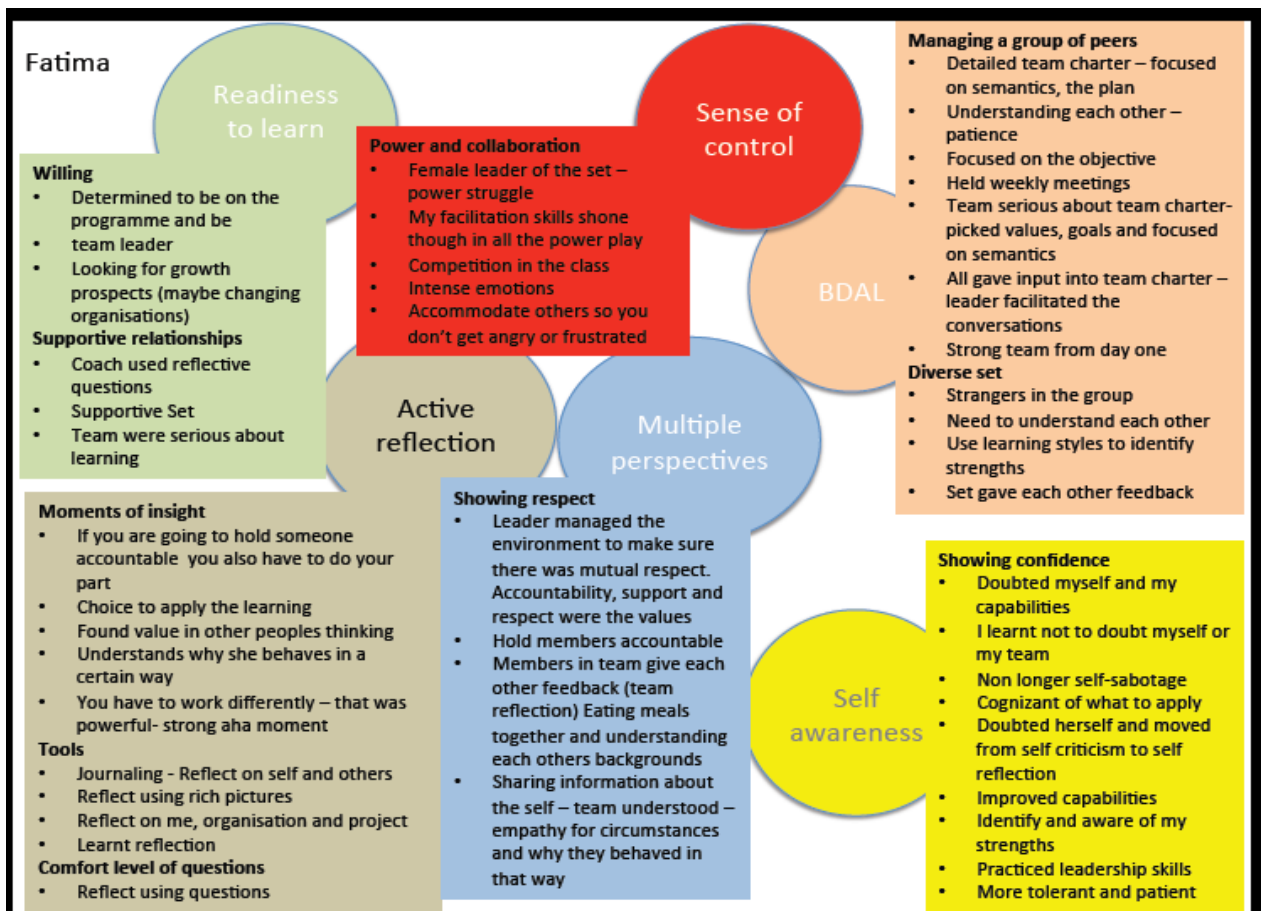 Fatima
Readiness
to learn
Willing
• Determined to be on the
programme and be
• team leader
• Looking for growth
prospects (maybe changing
organisations)
Supportive relationships
• Coach used reflective
questions
• Supportive Set
• Team were serious about
learning
Sense of
control
Power and collaboration
• Female leader of the set –
power struggle
• My facilitation skills shone
though in all the power play
• Competition in the class
• Intense emotions
• Accommodate others so you
don't get angry or frustrated
BDAL
Managing a group of peers
• Detailed team charter – focused
on semantics, the plan
• Understanding each other –
patience
• Focused on the objective
• Held weekly meetings
• Team serious about team charter-
picked values, goals and focused
on semantics
• All gave input into team charter –
leader facilitated the
conversations
• Strong team from day one
Diverse set
• Strangers in the group
• Need to understand each other
• Use learning styles to identify
strengths
• Set gave each other feedback
Active
reflection
Moments of insight
• If you are going to hold someone
accountable you also have to do your
part
• Choice to apply the learning
• Found value in other peoples thinking
• Understands why she behaves in a
certain way
• You have to work differently – that was
powerful- strong aha moment
Tools
• Journaling - Reflect on self and others
• Reflect using rich pictures
• Reflect on me, organisation and project
• Learnt reflection
Comfort level of questions
• Reflect using questions
Multiple
perspectives
Showing respect
• Leader managed the
environment to make sure
there was mutual respect.
Accountability, support and
respect were the values
• Hold members accountable
• Members in team give each
other feedback (team
reflection) Eating meals
together and understanding
each others backgrounds
• Sharing information about
the self – team understood –
empathy for circumstances
and why they behaved in
that way
Self
awareness
Showing confidence
• Doubted myself and my
capabilities
• I learnt not to doubt myself or
my team
• Non longer self-sabotage
• Cognizant of what to apply
• Doubted herself and moved
from self criticism to self
reflection
• Improved capabilities
• Identify and aware of my
strengths
• Practiced leadership skills
• More tolerant and patient